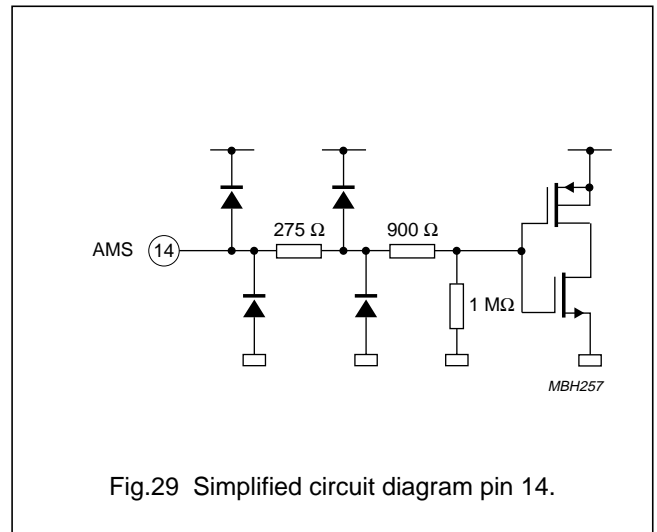 275 Ω
900 Ω
AMS 14
1 MΩ
MBH257
Fig.29 Simplified circuit diagram pin 14.